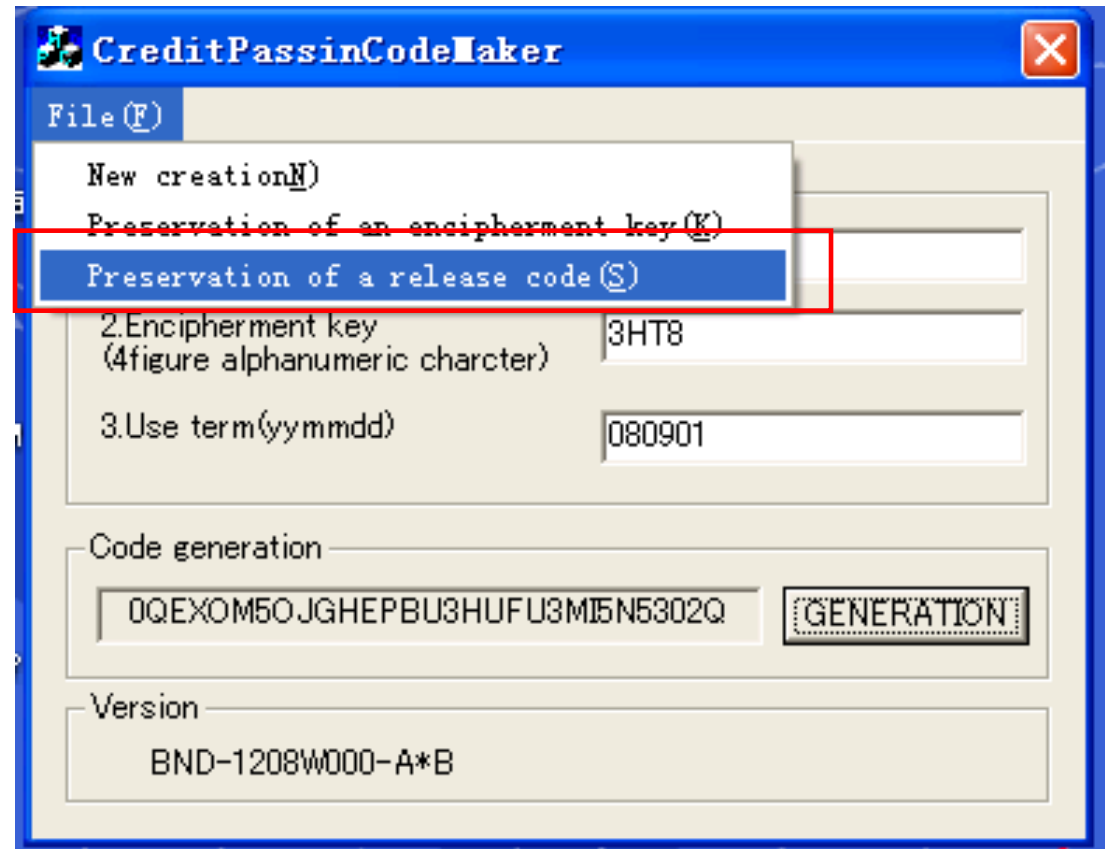 CreditPassinCodeMaker
File(F)
New creationN)
Preservation of an encipherment key(K)
Preservation of a release code(S)
2.Encipherment key
(4figure alphanumeric charcter)
3HT8
3.Use term(yymmdd)
080901
Code generation
0QEXOM5OJGHEPBU3HUFU3MI5N5302Q
GENERATION
Version
BND-1208W000-A*B